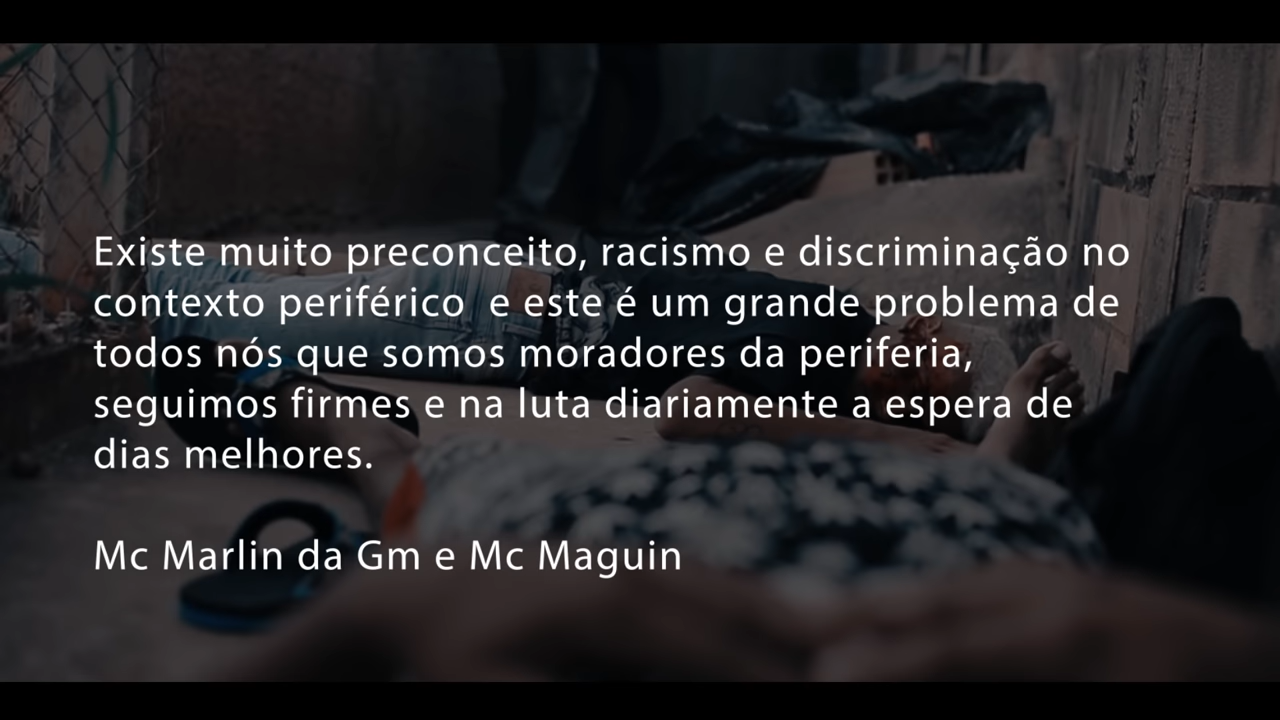 Existe muito preconceito, racismo e discriminação no
contexto periférico  e este é um grande problema de
todos nós que somos moradores da periferia,
seguimos firmes e na luta diariamente a espera de
dias melhores.
Mc Marlin da Gm e Mc Maguin